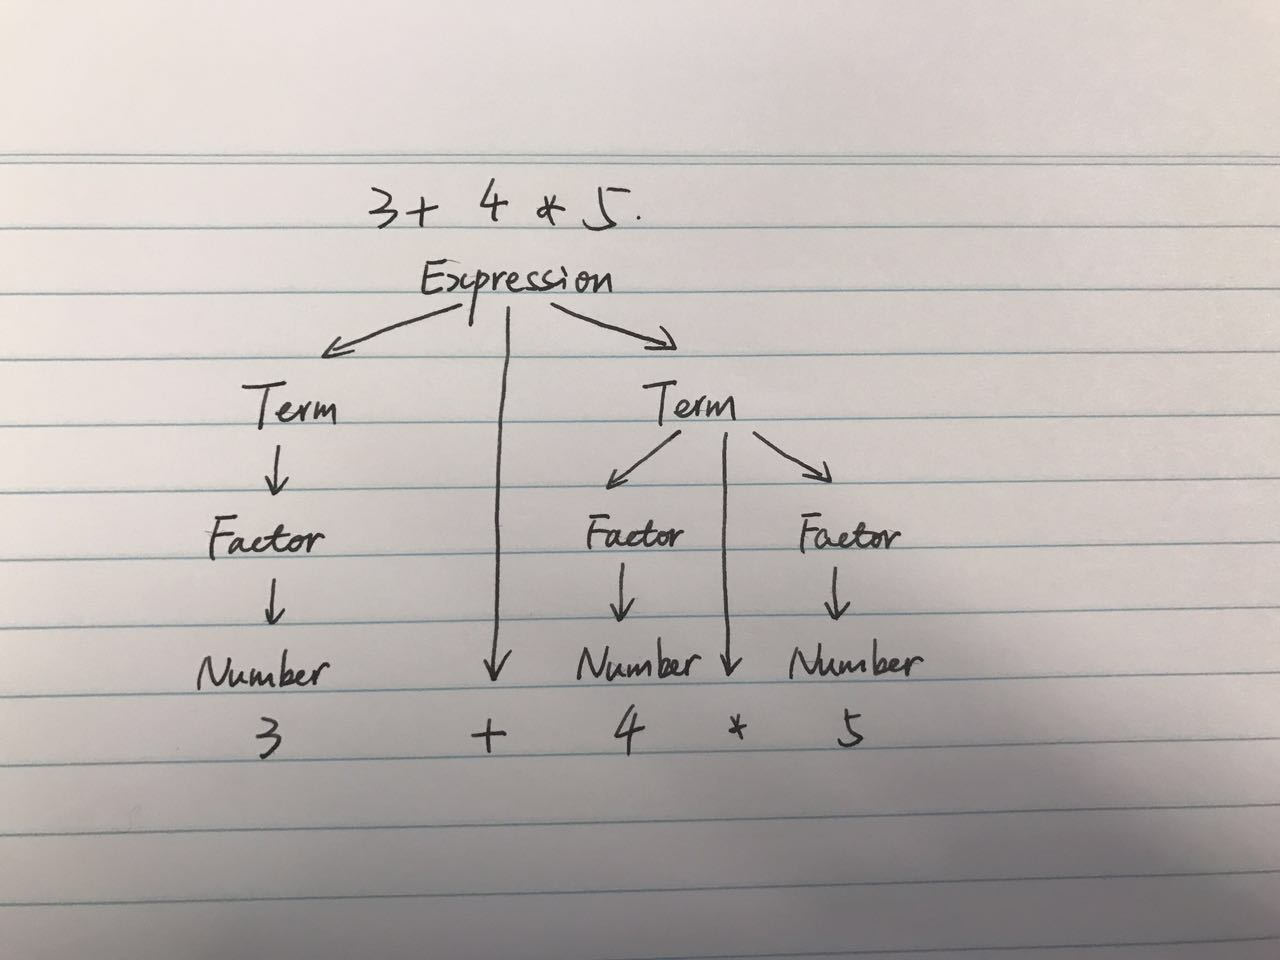 3 + 4 * 5.
Expression
Term Term
Factor Factor Factor
Number Number Number
3 + 4 * 5